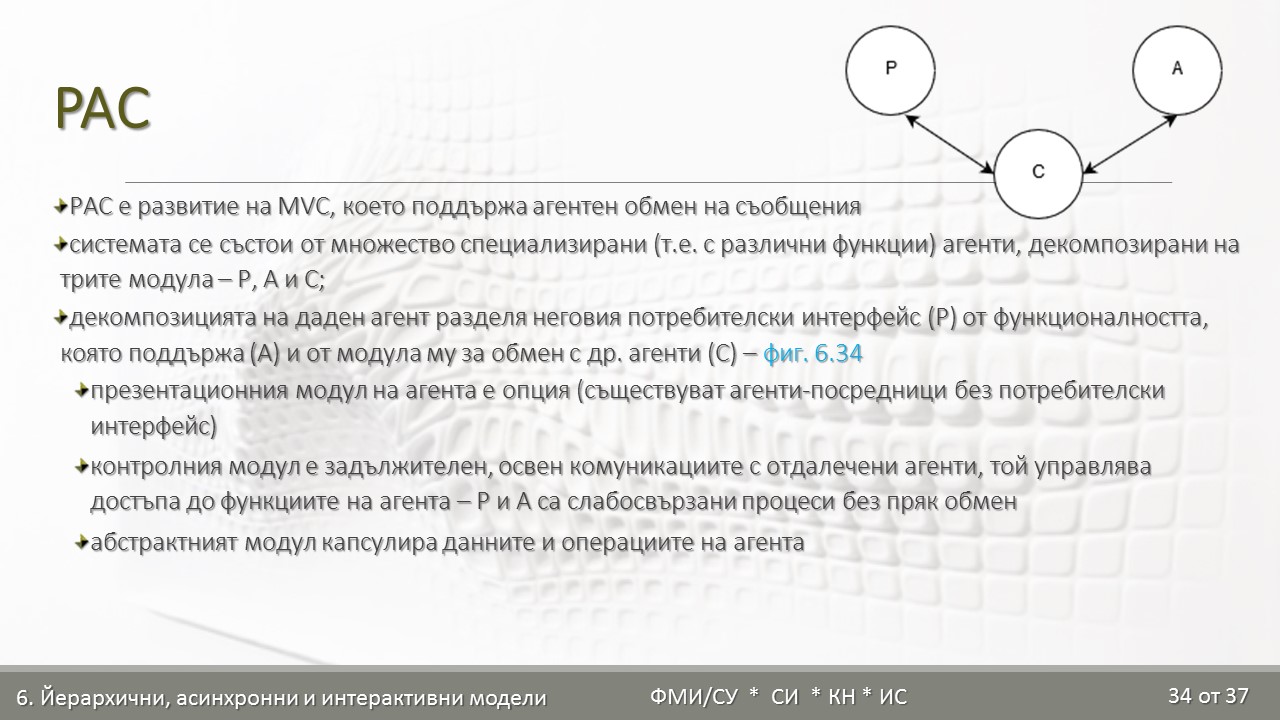 P
A
C
PAC
PAC е развитие на MVC, което поддържа агентен обмен на съобщения
системата се състои от множество специализирани (т.е. с различни функции) агенти, декомпозирани на
трите модула – P, A и C;
декомпозицията на даден агент разделя неговия потребителски интерфейс (P) от функционалността,
която поддържа (A) и от модула му за обмен с др. агенти (C) – фиг. 6.34
презентационния модул на агента е опция (съществуват агенти-посредници без потребителски
интерфейс)
контролния модул е задължителен, освен комуникациите с отдалечени агенти, той управлява
достъпа до функциите на агента – P и A са слабосвързани процеси без пряк обмен
абстрактният модул капсулира данните и операциите на агента
6. Йерархични, асинхронни и интерактивни модели
ФМИ/СУ * СИ * КН * ИС
34 от 37